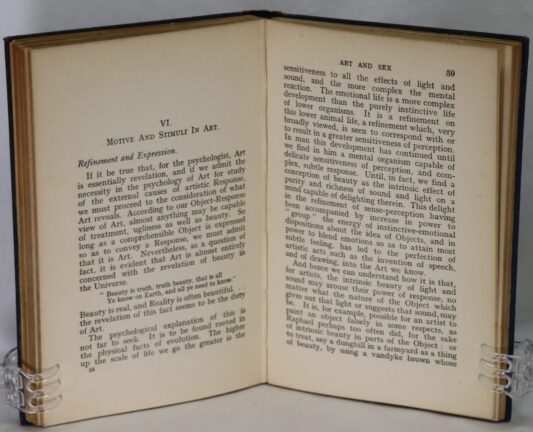 VI.
MOTIVE AND STIMULI IN ART.
Refinement and Expression.
If it be true that, for the psychologist, Art
is essentially revelation, and if we admit the
necessity in the psychology of Art for study
of the external causes of artistic Response,
we must proceed to the consideration of what
Art reveals. According to our Object-Response
view of Art, almost anything may be capable
of treatment, ugliness as well as beauty. So
long as a comprehensible Object is expressed
so as to convey a Response, we must admit
that it is Art. Nevertheless, as a question of
fact, it is evident that Art is almost entirely
concerned with the revelation of beauty in
the Universe.
"Beauty is truth, truth beauty, that is all
Ye know on Earth, and all ye need to know."
Beauty is real, and Reality is often beautiful. . .
the revelation of this fact seems to be the duty
of Art.
The psychological explanation of this is
not far to seek. It is to be found rooted in
the physical facts of evolution. The higher
up the scale of life we go the greater is the
58
ART AND SEX 59
sensitiveness to all the effects of light and
sound, and the more complex the mental
reaction. The emotional life is a more complex
development than the purely instinctive life
of lower organisms. It is a refinement on
this lower animal life, a refinement which, very
broadly viewed, is seen to correspond with or
to result in a greater sensitiveness of perception.
In man this development has continued until
we find in him a mental organism capable of
delicate sensitiveness of perception, and com-
plex, subtle response. Until, in fact, we find a
conception of beauty as the intrinsic effect of
purity and richness of sound and light on a
mind capable of delighting therein. This delight
in the refinement of sense-perception having
been accompanied by increase in power to
"group" the energy of instinctive-emotional
dispositions about the idea of Objects, and in
power to blend emotions so as to attain most
subtle feeling, has led to the perfection of
artistic acts such as the invention of speech,
and of drawing, into the Art we know.
And hence we can understand how it is that,
for artists, the intrinsic beauty of light and
sound may arouse their power of response, no
matter what the nature of the Object which
gives out that light or suggests that sound, may
be. It is, for example, possible for an artist to
paint an object falsely in some respects, as
Raphael perhaps too often did, for the sake
of intrinsic beauty in parts of the Object: or
to treat, say a dunghill in a farmyard as a thing
of beauty, by using a vandyke brown whose